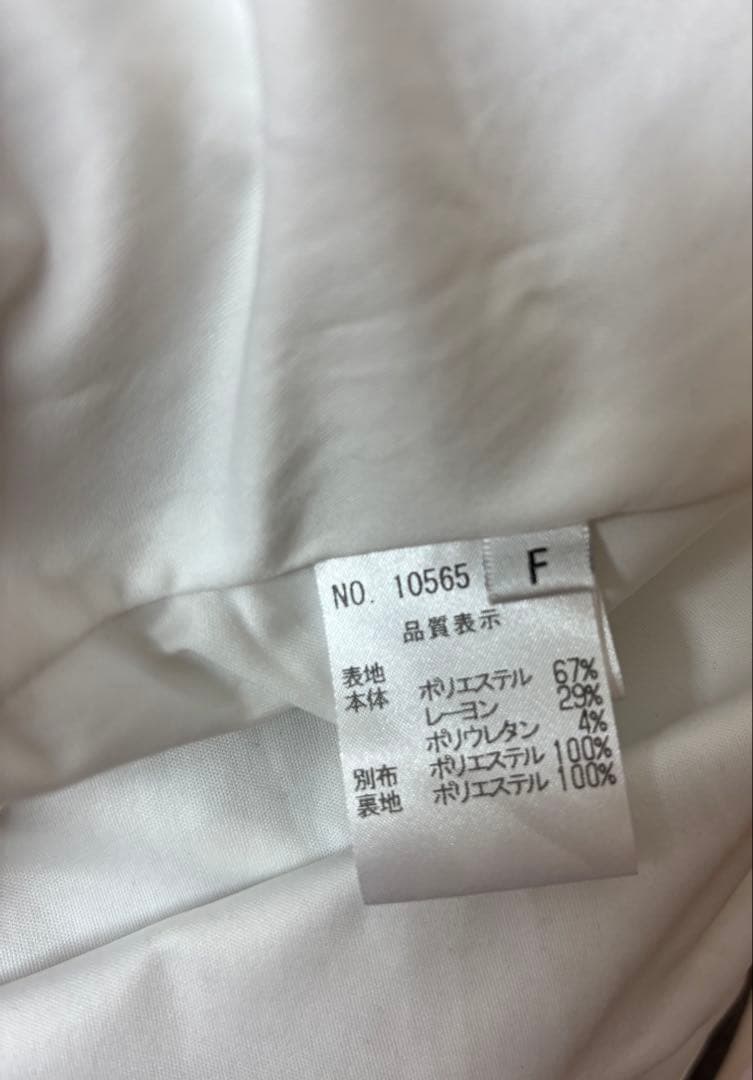 NO. 10565 F
品質表示
表地 ポリエステル 67%
本体 レーヨン 29%
ポリウレタン 4%
別布 ポリエステル 100%
裏地 ポリエステル 100%